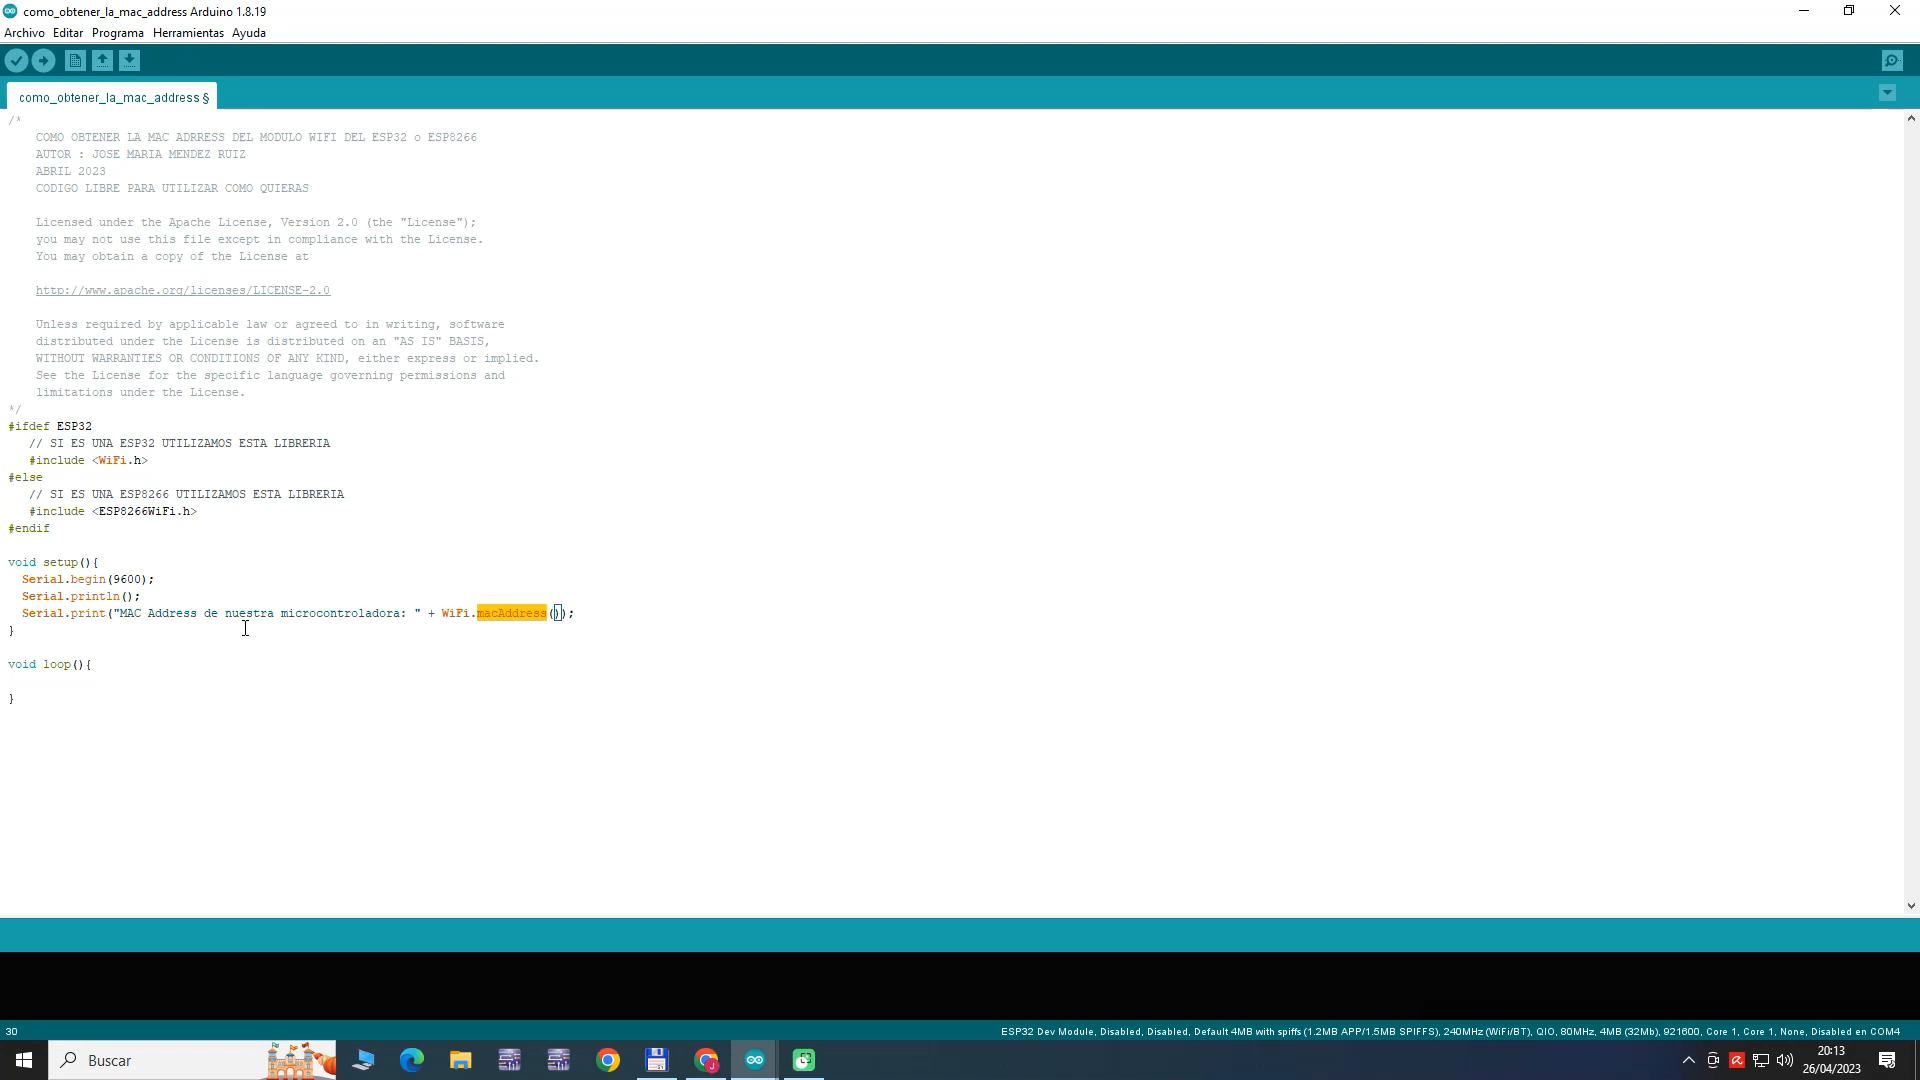 como_obtener_la_mac_address Arduino 1.8.19
Archivo Editar Programa Herramientas Ayuda
como_obtener_la_mac_address §
/*
COMO OBTENER LA MAC ADRRESS DEL MODULO WIFI DEL ESP32 o ESP8266
AUTOR : JOSE MARIA MENDEZ RUIZ
ABRIL 2023
CODIGO LIBRE PARA UTILIZAR COMO QUIERAS
Licensed under the Apache License, Version 2.0 (the "License");
you may not use this file except in compliance with the License.
You may obtain a copy of the License at
http://www.apache.org/licenses/LICENSE-2.0
Unless required by applicable law or agreed to in writing, software
distributed under the License is distributed on an "AS IS" BASIS,
WITHOUT WARRANTIES OR CONDITIONS OF ANY KIND, either express or implied.
See the License for the specific language governing permissions and
limitations under the License.
*/
#ifdef ESP32
// SI ES UNA ESP32 UTILIZAMOS ESTA LIBRERIA
#include <WiFi.h>
#else
// SI ES UNA ESP8266 UTILIZAMOS ESTA LIBRERIA
#include <ESP8266WiFi.h>
#endif
void setup(){
Serial.begin(9600);
Serial.println();
Serial.print("MAC Address de nuestra microcontroladora: " + WiFi.macAddress());
}
void loop(){
}
30
ESP32 Dev Module, Disabled, Disabled, Default 4MB with spiffs (1.2MB APP/1.5MB SPIFFS), 240MHz (WiFi/BT), QIO, 80MHz, 4MB (32Mb), 921600, Core 1, Core 1, None, Disabled en COM4
Buscar
20:13
26/04/2023